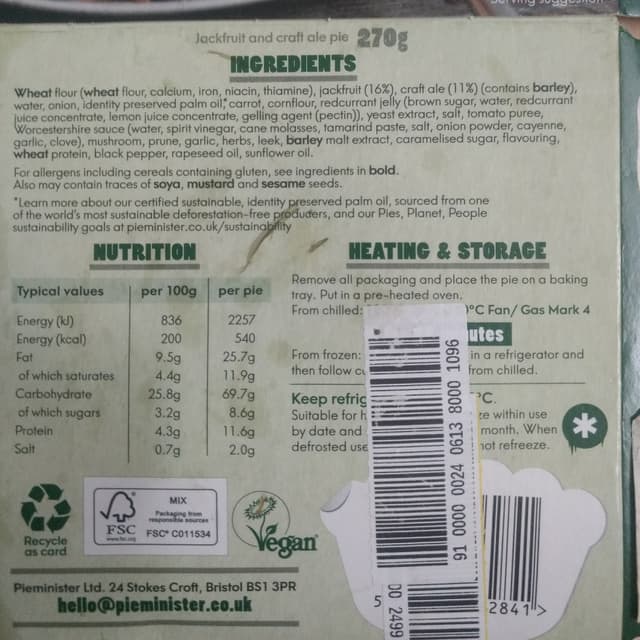 Serving suggestion
Jackfruit and craft ale pie 270g
INGREDIENTS
Wheat flour (wheat flour, calcium, iron, niacin, thiamine), jackfruit (16%), craft ale (11%) (contains barley),
water, onion, identity preserved palm oil,* carrot, cornflour, redcurrant jelly (brown sugar, water, redcurrant
juice concentrate, lemon juice concentrate, gelling agent (pectin)), yeast extract, salt, tomato puree,
Worcestershire sauce (water, spirit vinegar, cane molasses, tamarind paste, salt, onion powder, cayenne,
garlic, clove), mushroom, prune, garlic, herbs, leek, barley malt extract, caramelised sugar, flavouring,
wheat protein, black pepper, rapeseed oil, sunflower oil.
For allergens including cereals containing gluten, see ingredients in bold.
Also may contain traces of soya, mustard and sesame seeds.
*Learn more about our certified sustainable, identity preserved palm oil, sourced from one
of the world's most sustainable deforestation-free producers, and our Pies, Planet, People
sustainability goals at pieminister.co.uk/sustainability
NUTRITION
Typical values per 100g per pie
Energy (kJ) 836 2257
Energy (kcal) 200 540
Fat 9.5g 25.7g
of which saturates 4.4g 11.9g
Carbohydrate 25.8g 69.7g
of which sugars 3.2g 8.6g
Protein 4.3g 11.6g
Salt 0.7g 2.0g
HEATING & STORAGE
Remove all packaging and place the pie on a baking
tray. Put in a pre-heated oven.
From chilled: °C Fan/ Gas Mark 4
utes
From frozen: in a refrigerator and
then follow from chilled.
Keep refrig °C.
Suitable for h ze within use
by date and month. When
defrosted use not refreeze.
91 0000 0024 0613 8000 1096
00 2499
5 2841 >
Recycle
as card
FSC
www.fsc.org
MIX
Packaging from
responsible sources
FSC® C011534
Vegan
Pieminister Ltd. 24 Stokes Croft, Bristol BS1 3PR
hello@pieminister.co.uk